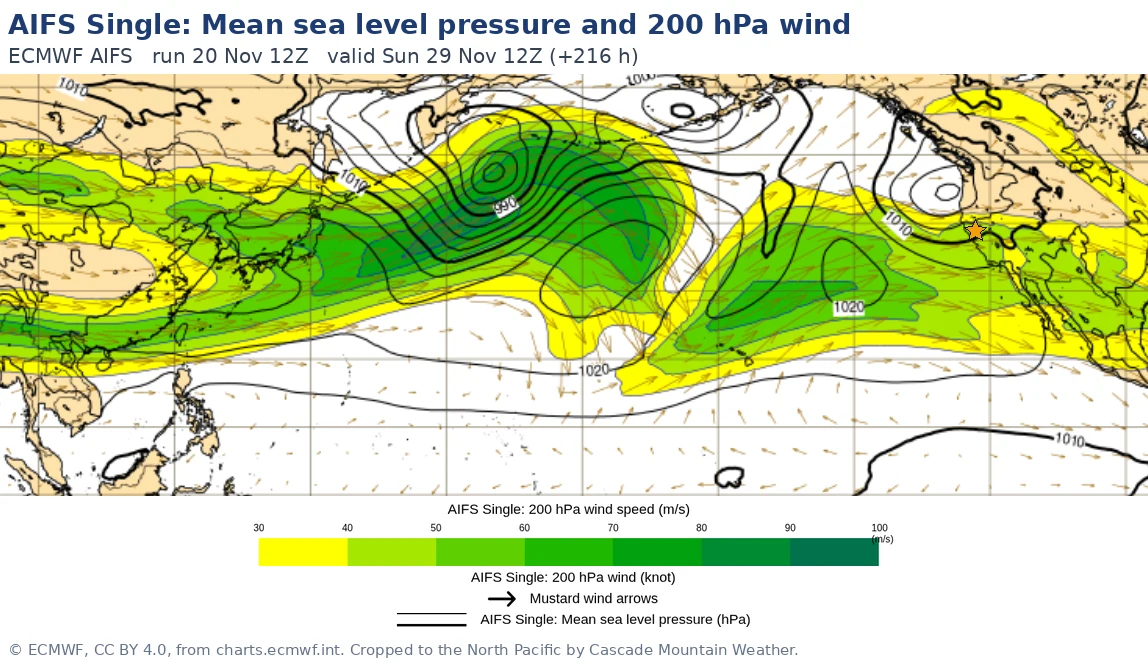 AIFS Single: Mean sea level pressure and 200 hPa wind
ECMWF AIFS run 20 Nov 12Z valid Sun 29 Nov 12Z (+216 h)
1010
1010
990
1010
1020
1020
1010
AIFS Single: 200 hPa wind speed (m/s)
30 40 50 60 70 80 90 100
(m/s)
AIFS Single: 200 hPa wind (knot)
Mustard wind arrows
AIFS Single: Mean sea level pressure (hPa)
© ECMWF, CC BY 4.0, from charts.ecmwf.int. Cropped to the North Pacific by Cascade Mountain Weather.